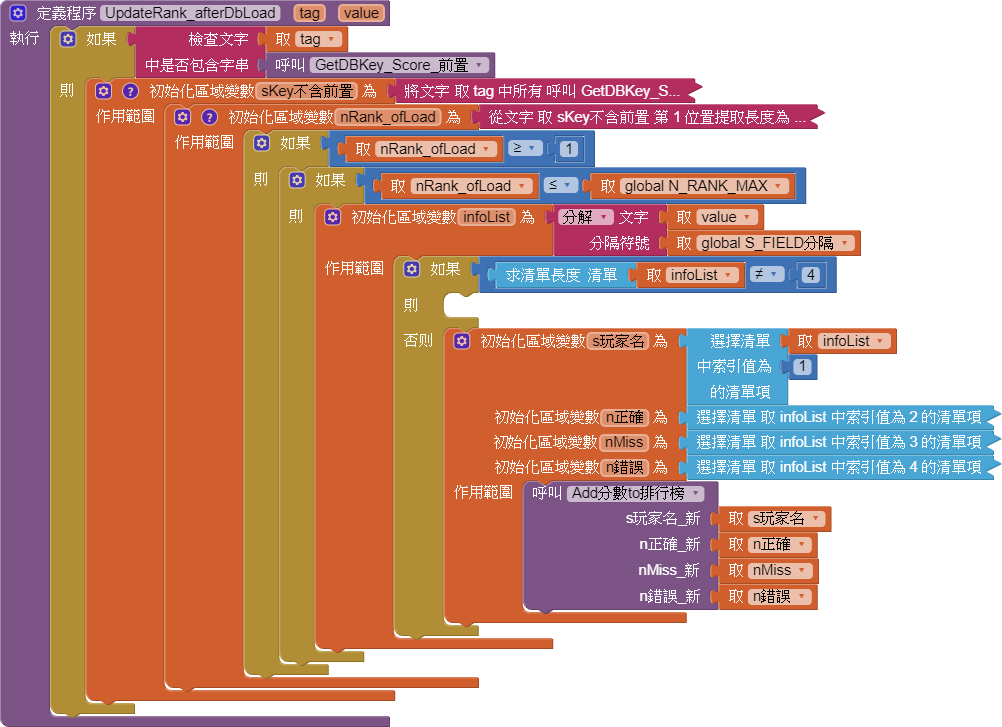 定義程序 UpdateRank_afterDbLoad tag value
執行 如果 檢查文字 取 tag
中是否包含字串 呼叫 GetDBKey_Score_前置
則 初始化區域變數 sKey不含前置 為 將文字 取 tag 中所有 呼叫 GetDBKey_S...
作用範圍 初始化區域變數 nRank_ofLoad 為 從文字 取 sKey不含前置 第 1 位置提取長度為 ...
作用範圍 如果 取 nRank_ofLoad ≥ 1
則 如果 取 nRank_ofLoad ≤ 取 global N_RANK_MAX
則 初始化區域變數 infoList 為 分解 文字 取 value
分隔符號 取 global S_FIELD分隔
作用範圍 如果 求清單長度 清單 取 infoList ≠ 4
則
否則 初始化區域變數 s玩家名 為 選擇清單 取 infoList
中索引值為 1
的清單項
初始化區域變數 n正確 為 選擇清單 取 infoList 中索引值為 2 的清單項
初始化區域變數 nMiss 為 選擇清單 取 infoList 中索引值為 3 的清單項
初始化區域變數 n錯誤 為 選擇清單 取 infoList 中索引值為 4 的清單項
作用範圍 呼叫 Add分數to排行榜
s玩家名_新 取 s玩家名
n正確_新 取 n正確
nMiss_新 取 nMiss
n錯誤_新 取 n錯誤